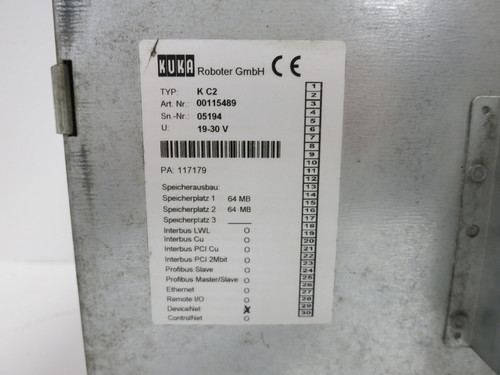 KUKA Roboter GmbH CE
TYP: K C2
Art. Nr.: 00115489
Sn.-Nr.: 05194
U: 19-30 V
PA: 117179
Speicherausbau:
Speicherplatz 1 64 MB
Speicherplatz 2 64 MB
Speicherplatz 3
Interbus LWL O
Interbus Cu O
Interbus PCI Cu O
Interbus PCI 2Mbit O
Profibus Slave O
Profibus Master/Slave O
Ethernet O
Remote I/O O
DeviceNet X
ControlNet O
1
2
3
4
5
6
7
8
9
10
11
12
13
14
15
16
17
18
19
20
21
22
23
24
25
26
27
28
29
30